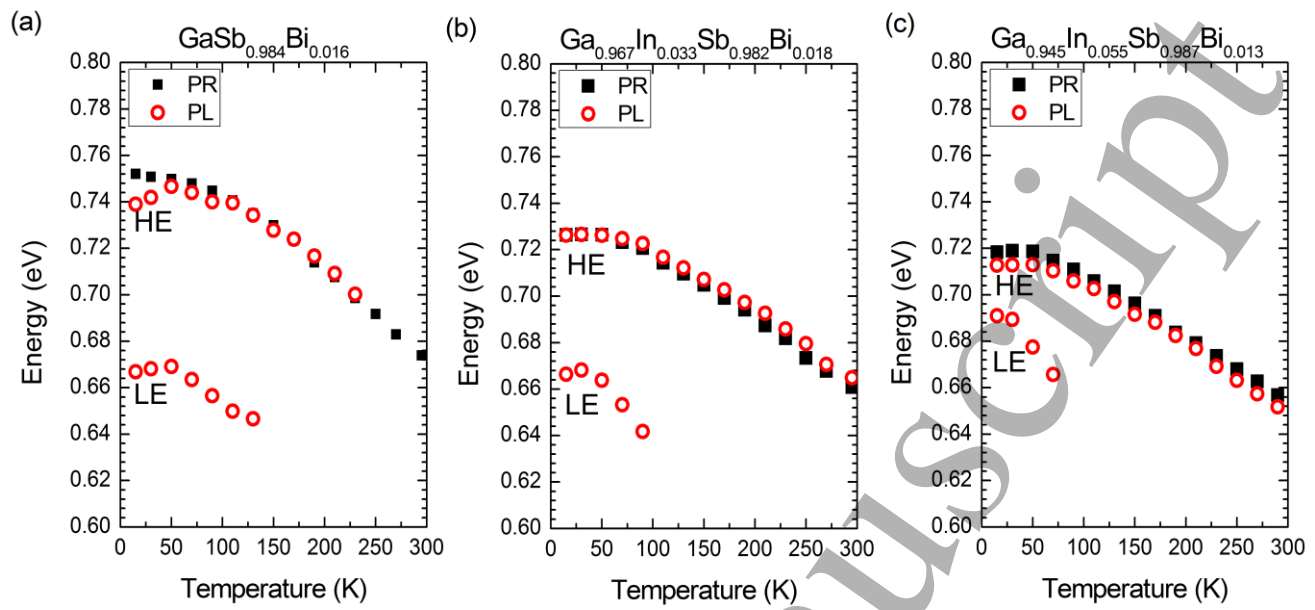 (a)
GaSb0.984Bi0.016
PR
PL
HE
LE
0.80
0.78
0.76
0.74
0.72
0.70
0.68
0.66
0.64
0.62
0.60
0 50 100 150 200 250 300
Energy (eV)
Temperature (K)
(b)
Ga0.967In0.033Sb0.982Bi0.018
PR
PL
HE
LE
0.80
0.78
0.76
0.74
0.72
0.70
0.68
0.66
0.64
0.62
0.60
0 50 100 150 200 250 300
Energy (eV)
Temperature (K)
(c)
Ga0.945In0.055Sb0.987Bi0.013
PR
PL
HE
LE
0.80
0.78
0.76
0.74
0.72
0.70
0.68
0.66
0.64
0.62
0.60
0 50 100 150 200 250 300
Energy (eV)
Temperature (K)
uscript